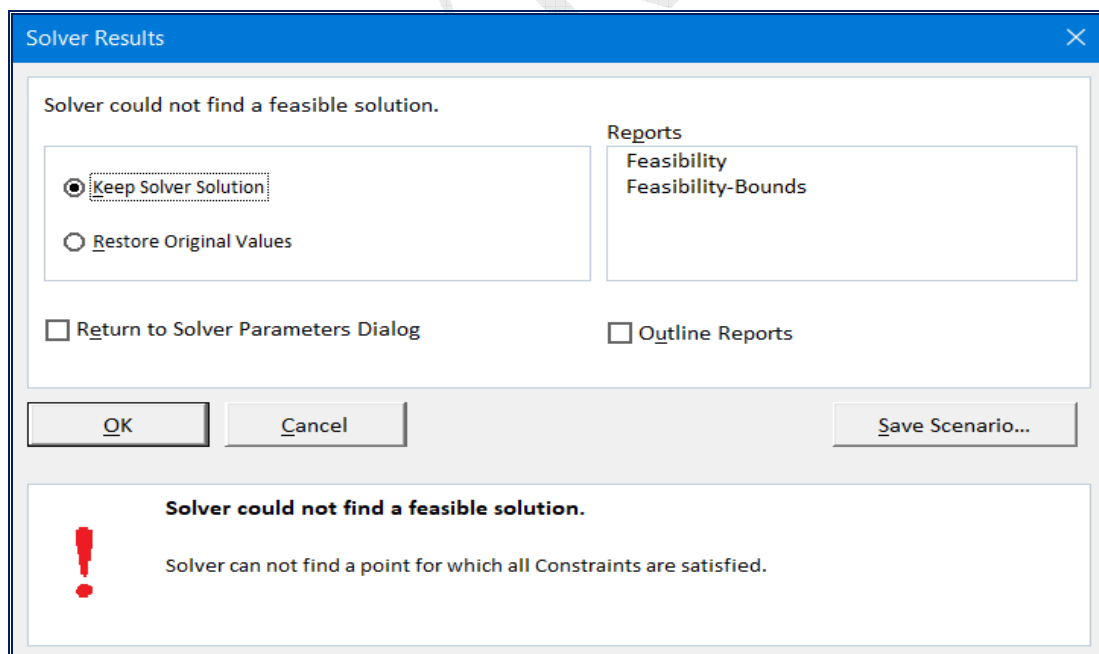 Solver Results
Solver could not find a feasible solution.
Reports
Keep Solver Solution
Restore Original Values
Feasibility
Feasibility-Bounds
Return to Solver Parameters Dialog
Outline Reports
OK
Cancel
Save Scenario...
Solver could not find a feasible solution.
Solver can not find a point for which all Constraints are satisfied.